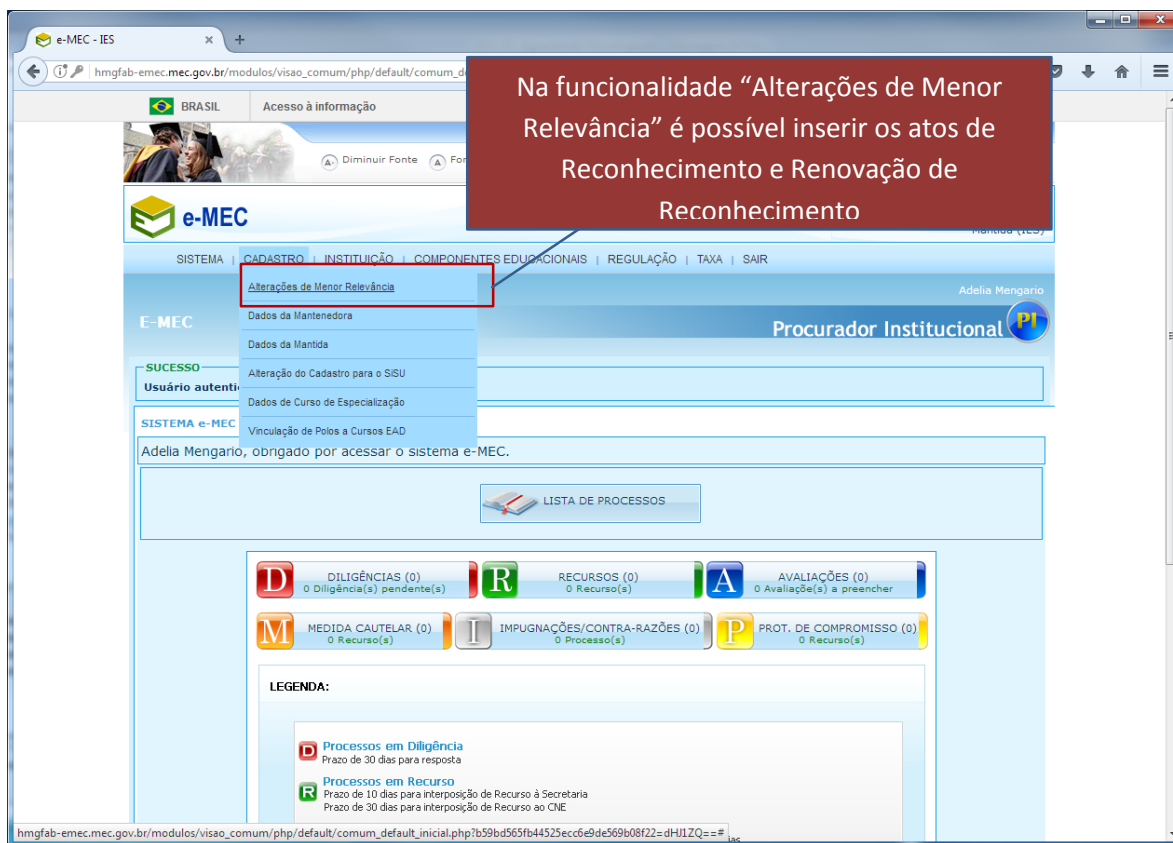 e-MEC - IES
hmgfab-emec.mec.gov.br/modulos/visao_comum/php/default/comum_d
BRASIL Acesso à informação
Na funcionalidade “Alterações de Menor
Relevância” é possível inserir os atos de
Reconhecimento e Renovação de
Reconhecimento
A- Diminuir Fonte A For
e-MEC
Mantida (IES)
SISTEMA | CADASTRO | INSTITUIÇÃO | COMPONENTES EDUCACIONAIS | REGULAÇÃO | TAXA | SAIR
Alterações de Menor Relevância
Dados da Mantenedora
Dados da Mantida
Alteração do Cadastro para o SiSU
Dados de Curso de Especialização
Vinculação de Polos a Cursos EAD
Adelia Mengario
E-MEC
Procurador Institucional PI
SUCESSO
Usuário autenti
SISTEMA e-MEC
Adelia Mengario, obrigado por acessar o sistema e-MEC.
LISTA DE PROCESSOS
D DILIGÊNCIAS (0)
0 Diligência(s) pendente(s)
R RECURSOS (0)
0 Recurso(s)
A AVALIAÇÕES (0)
0 Avaliaçõe(s) a preencher
M MEDIDA CAUTELAR (0)
0 Recurso(s)
I IMPUGNAÇÕES/CONTRA-RAZÕES (0)
0 Processo(s)
P PROT. DE COMPROMISSO (0)
0 Recurso(s)
LEGENDA:
D Processos em Diligência
Prazo de 30 dias para resposta
R Processos em Recurso
Prazo de 10 dias para interposição de Recurso à Secretaria
Prazo de 30 dias para interposição de Recurso ao CNE
hmgfab-emec.mec.gov.br/modulos/visao_comum/php/default/comum_default_inicial.php?b59bd565fb44525ecc6e9de569b08f22=dHJ1ZQ==#